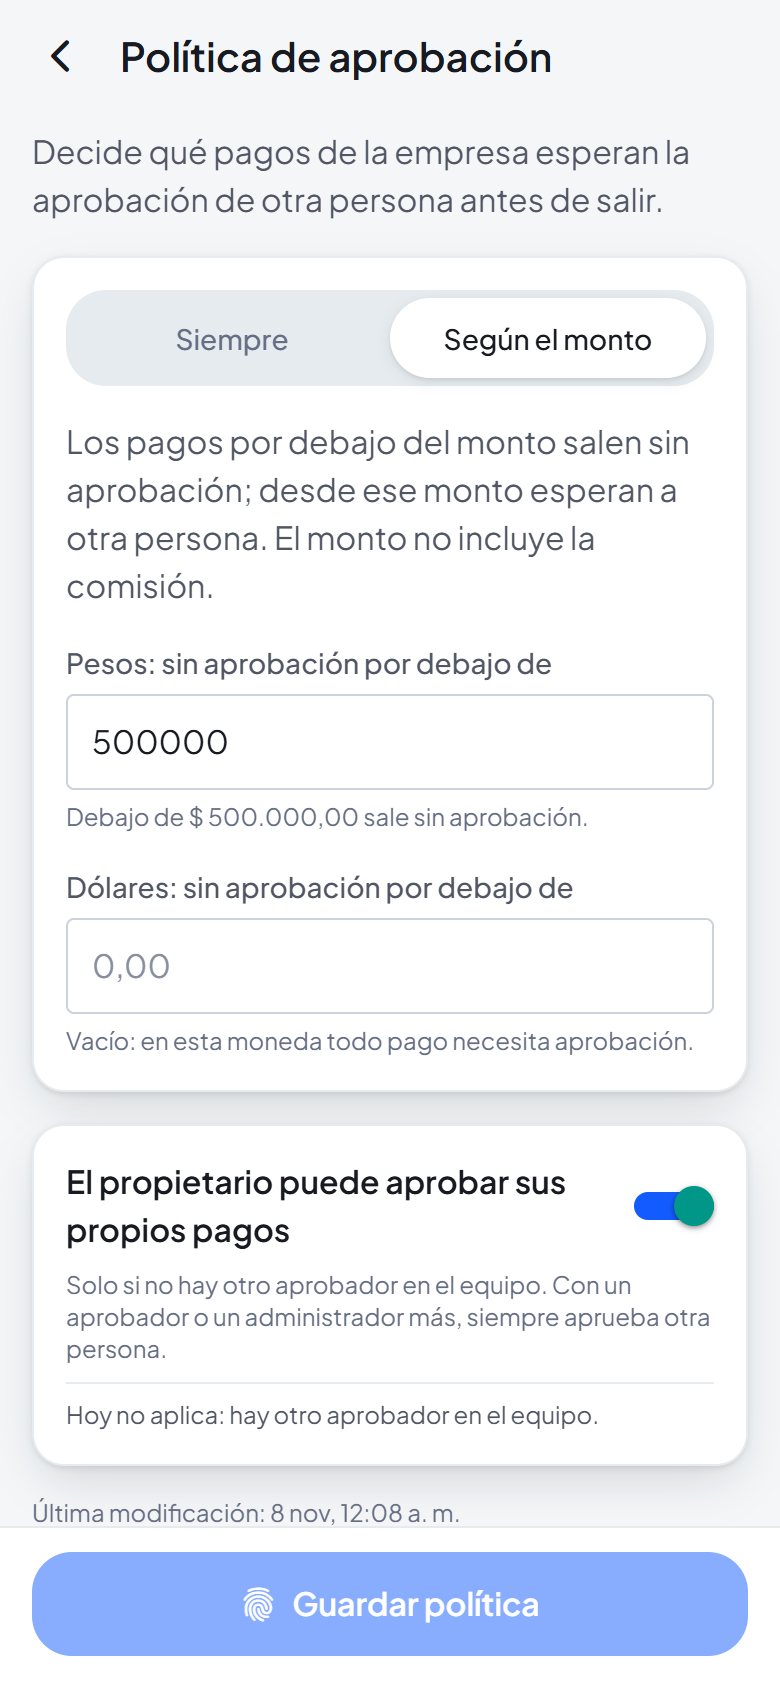 Política de aprobación
Decide qué pagos de la empresa esperan la
aprobación de otra persona antes de salir.
Siempre
Según el monto
Los pagos por debajo del monto salen sin
aprobación; desde ese monto esperan a
otra persona. El monto no incluye la
comisión.
Pesos: sin aprobación por debajo de
500000
Debajo de $ 500.000,00 sale sin aprobación.
Dólares: sin aprobación por debajo de
0,00
Vacío: en esta moneda todo pago necesita aprobación.
El propietario puede aprobar sus
propios pagos
Solo si no hay otro aprobador en el equipo. Con un
aprobador o un administrador más, siempre aprueba otra
persona.
Hoy no aplica: hay otro aprobador en el equipo.
Última modificación: 8 nov, 12:08 a. m.
Guardar política